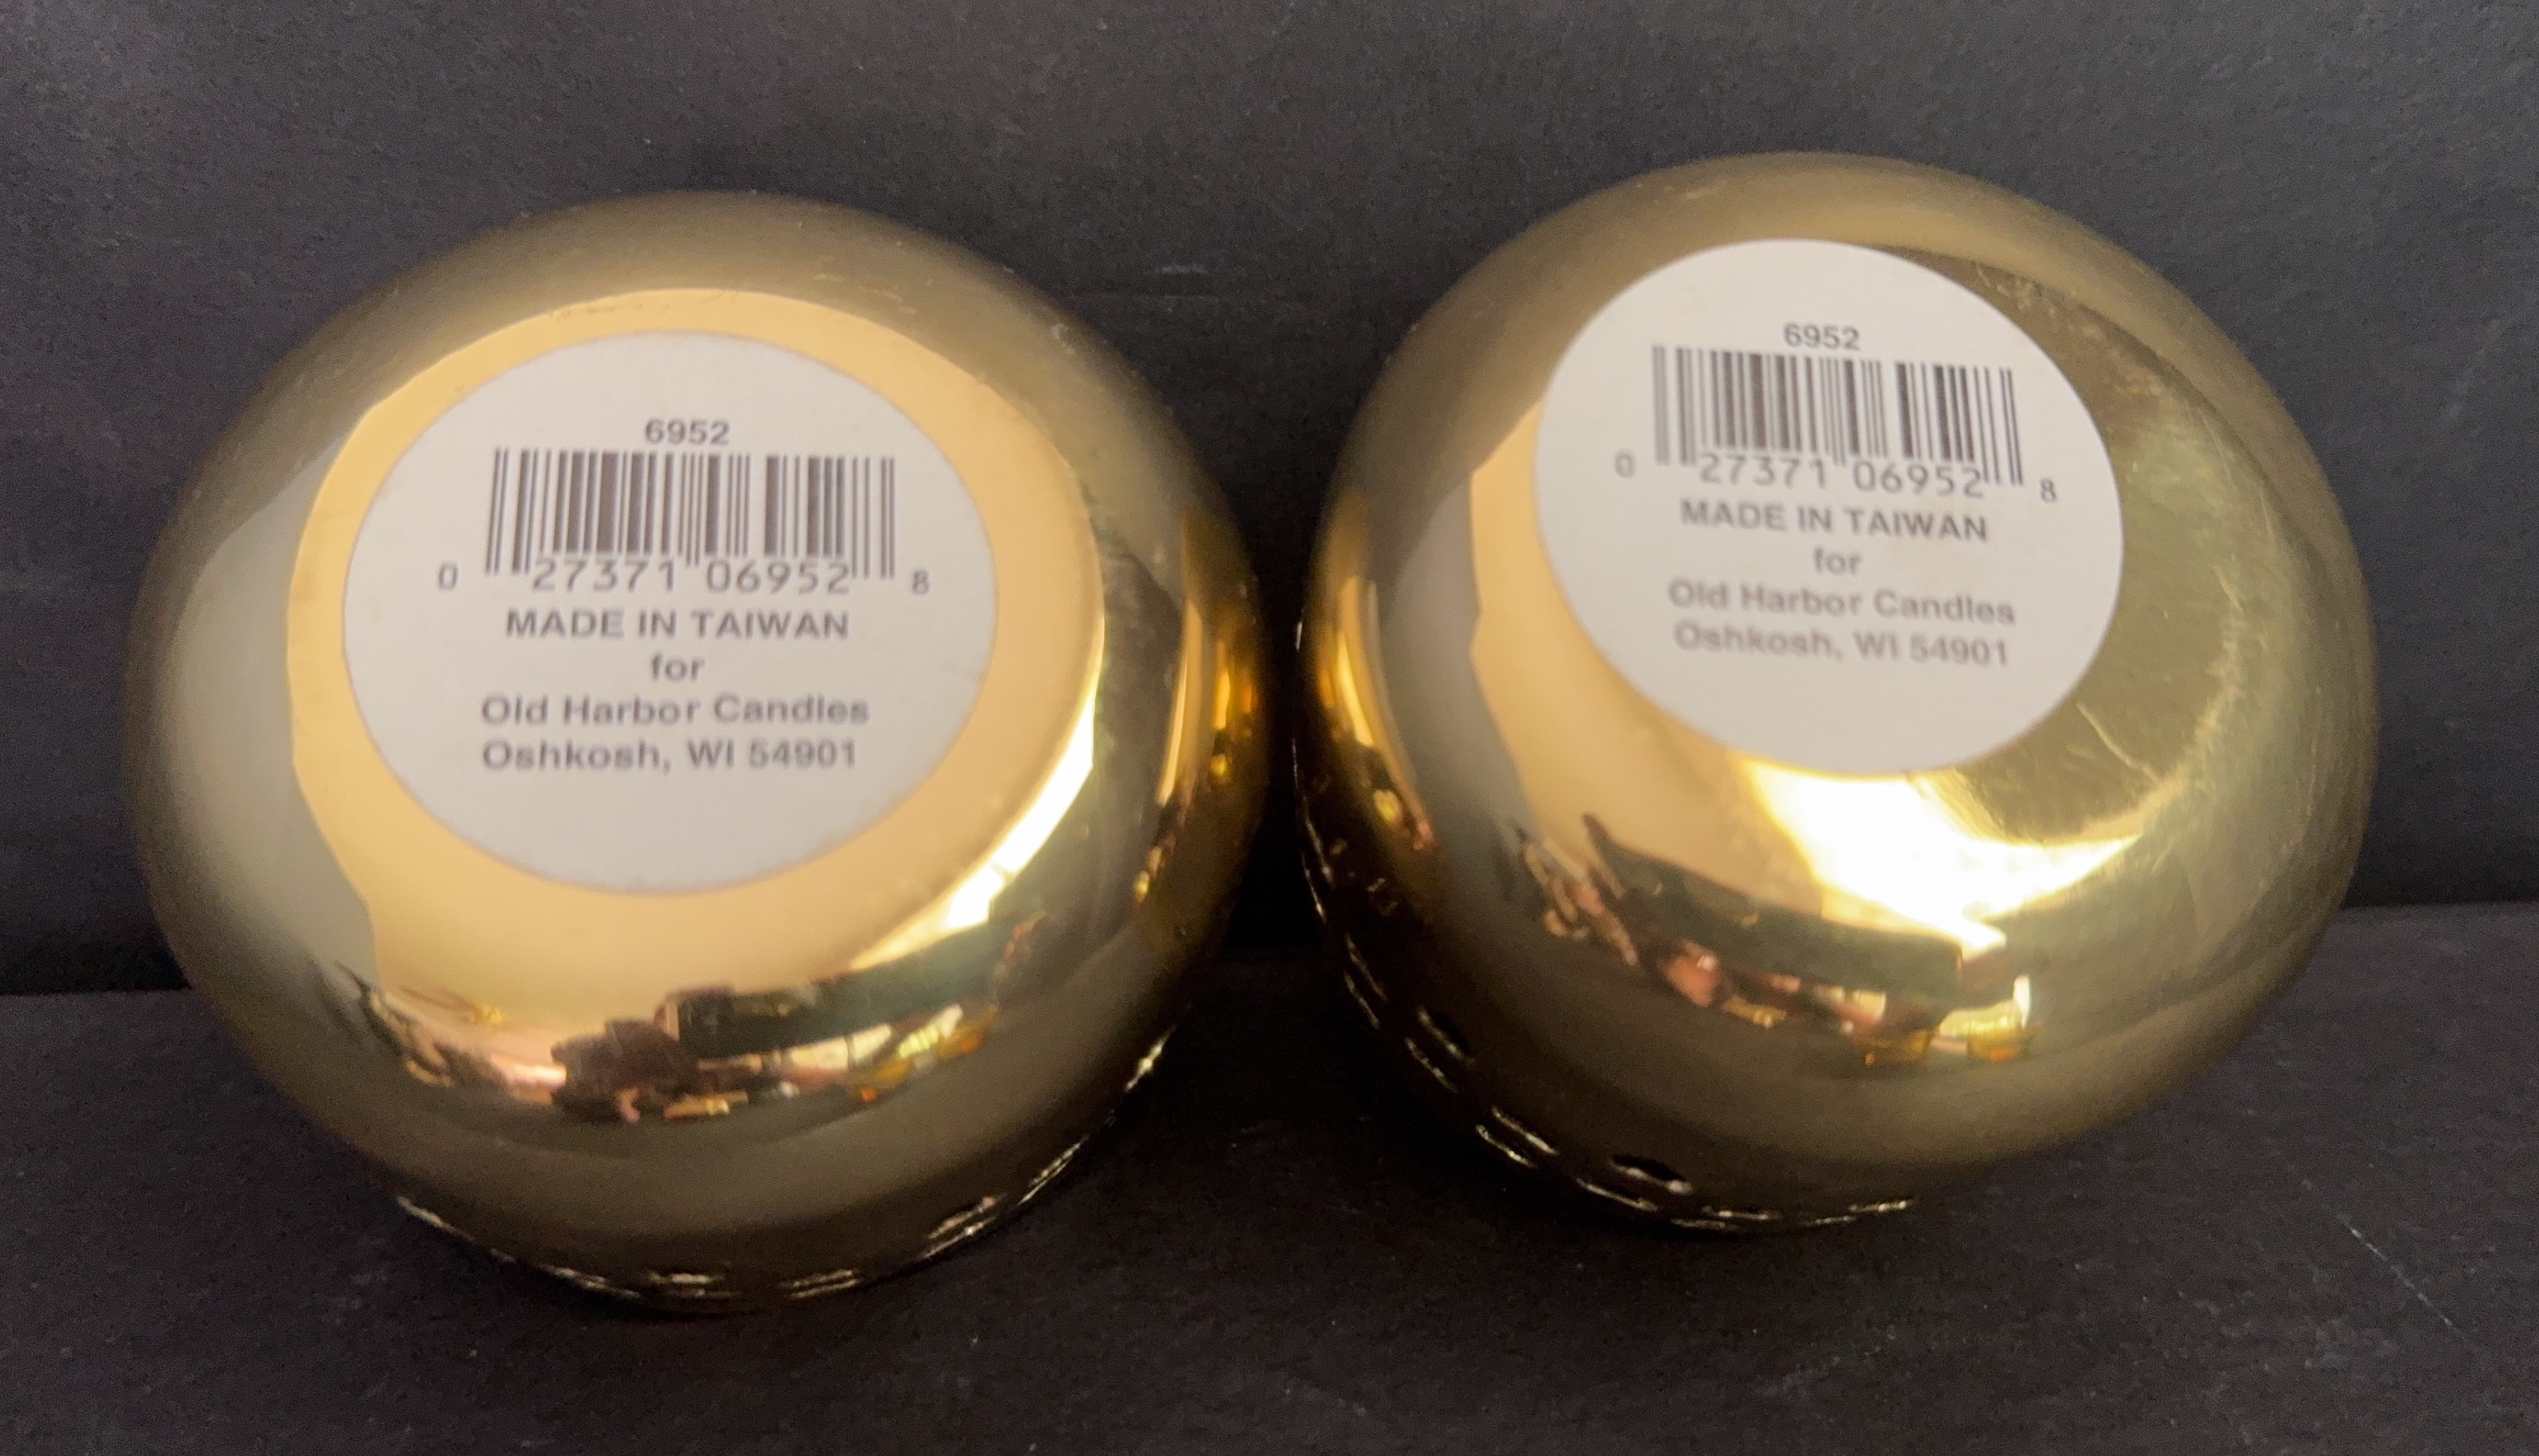 6952
0 27371 06952 8
MADE IN TAIWAN
for
Old Harbor Candles
Oshkosh, WI 54901
6952
0 27371 06952 8
MADE IN TAIWAN
for
Old Harbor Candles
Oshkosh, WI 54901